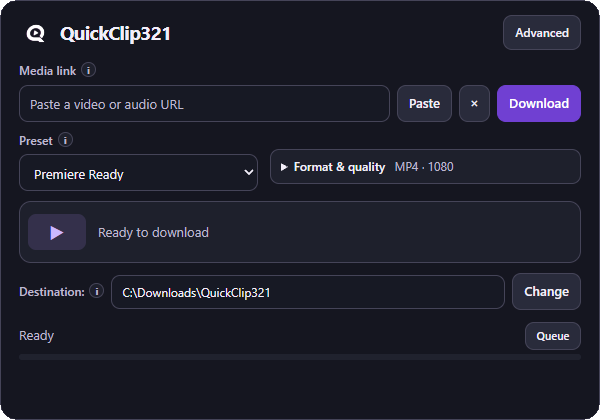 QuickClip321
Advanced
Media link i
Paste a video or audio URL
Paste
×
Download
Preset i
Premiere Ready
Format & quality MP4 · 1080
Ready to download
Destination: i
C:\Downloads\QuickClip321
Change
Ready
Queue